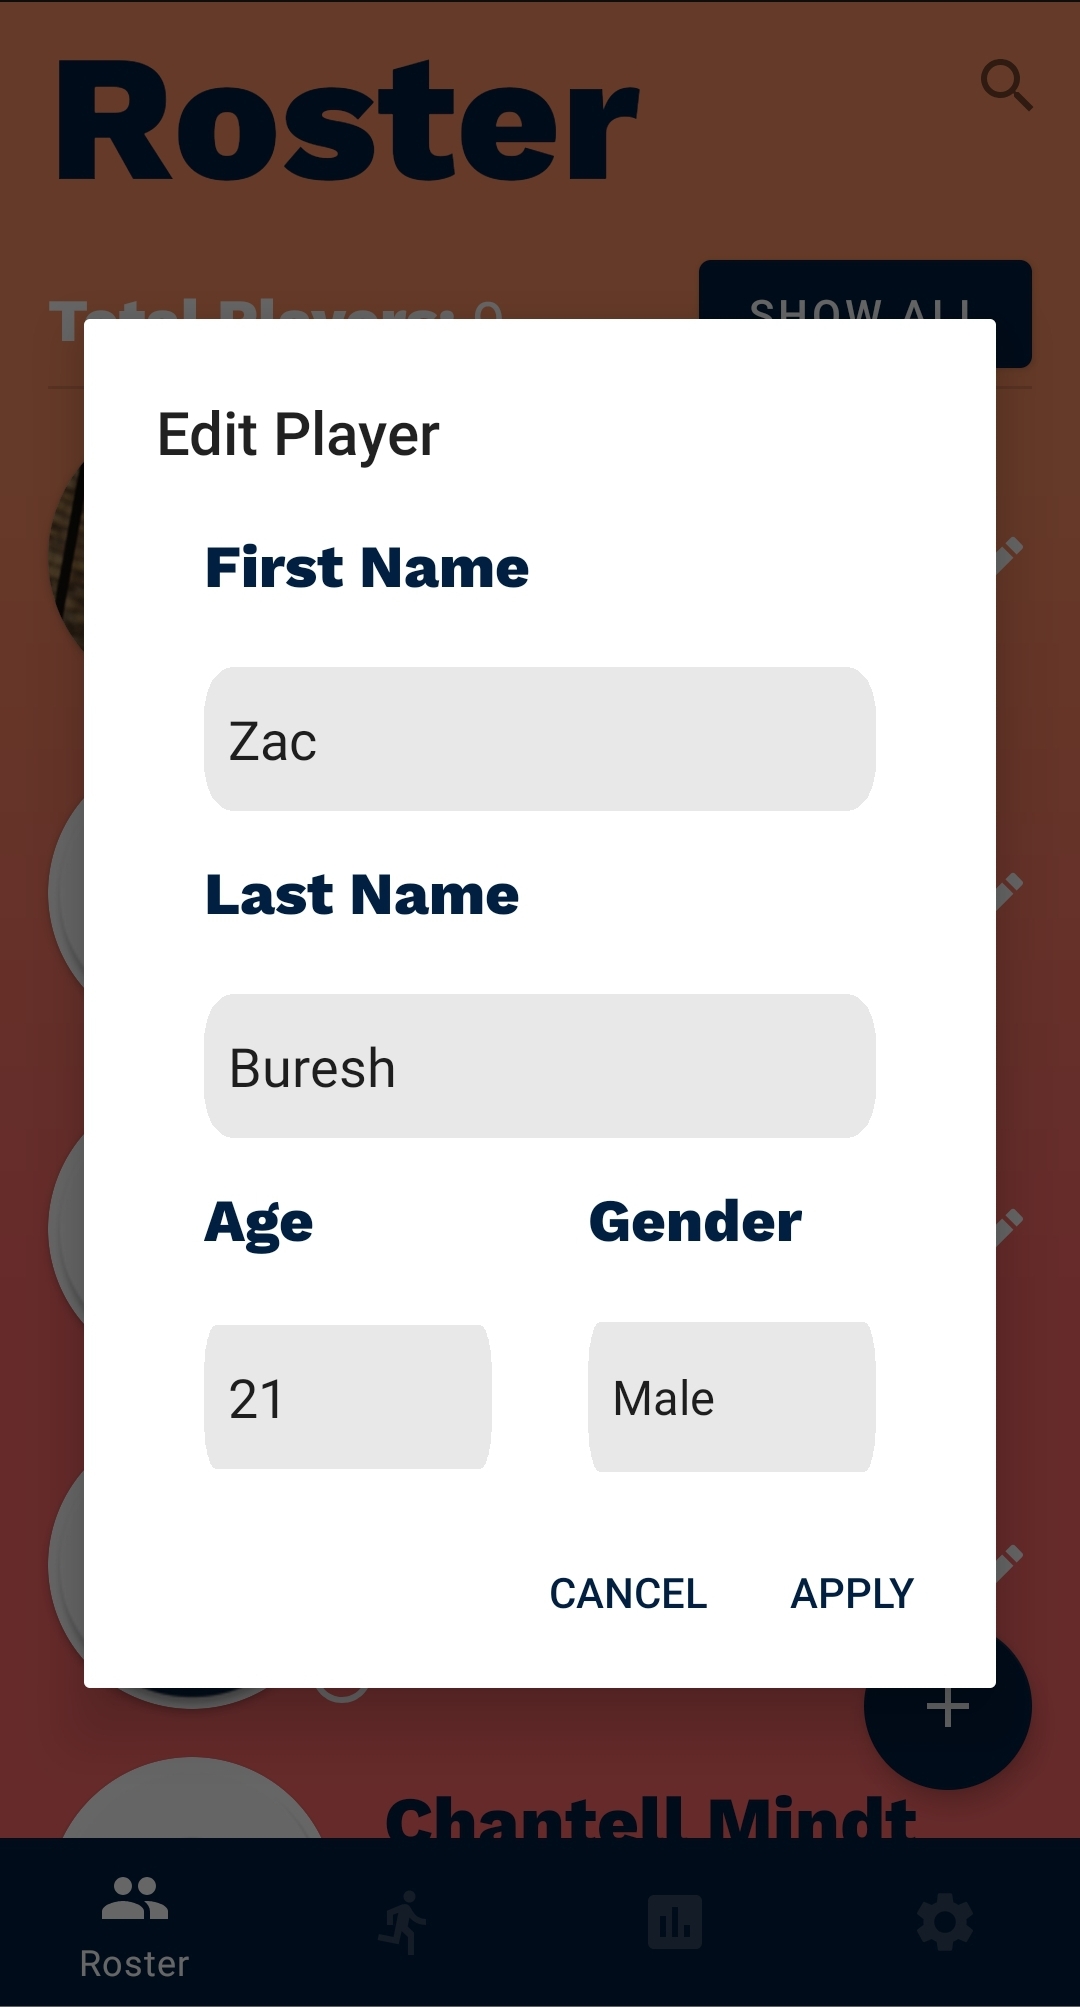 Roster
Total Players: 9
SHOW ALL
Edit Player
First Name
Zac
Last Name
Buresh
Age Gender
21 Male
CANCEL APPLY
Chantell Mindt
Roster